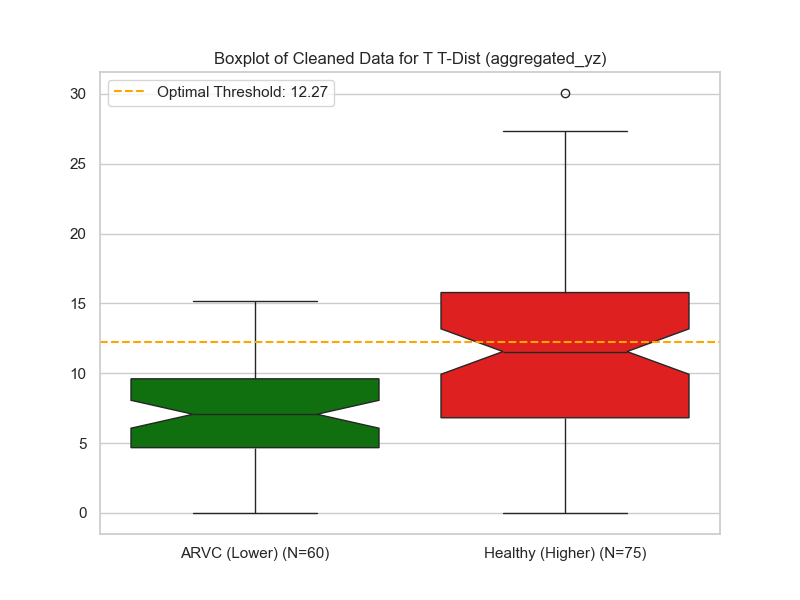 Boxplot of Cleaned Data for T T-Dist (aggregated_yz)
Optimal Threshold: 12.27
30
25
20
15
10
5
0
ARVC (Lower) (N=60)
Healthy (Higher) (N=75)